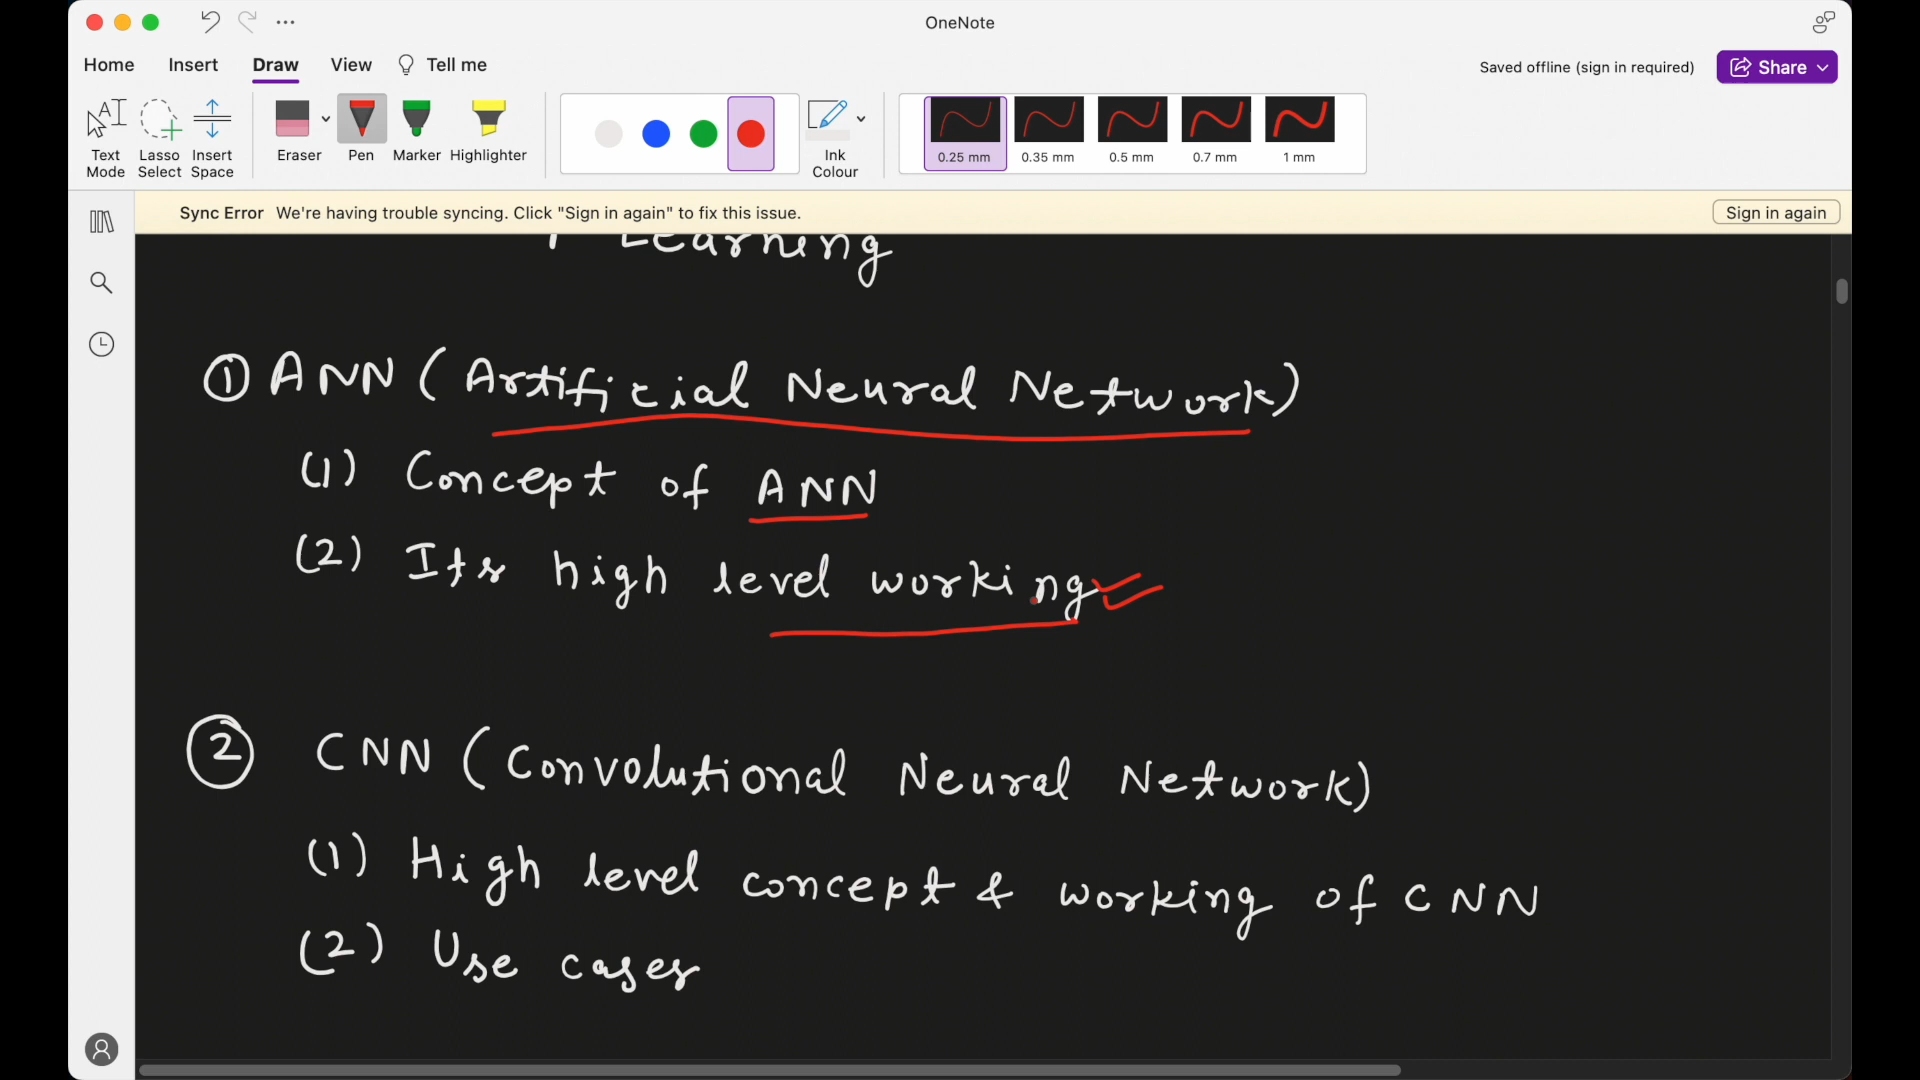 OneNote
Home Insert Draw View Tell me
Saved offline (sign in required) Share
Text Mode
Lasso Select
Insert Space
Eraser
Pen
Marker
Highlighter
Ink Colour
0.25 mm
0.35 mm
0.5 mm
0.7 mm
1 mm
Sync Error We're having trouble syncing. Click "Sign in again" to fix this issue.
Sign in again
Learning
① ANN (Artificial Neural Network)
(1) Concept of ANN
(2) Its high level working
② CNN (Convolutional Neural Network)
(1) High level concept & working of CNN
(2) Use cases